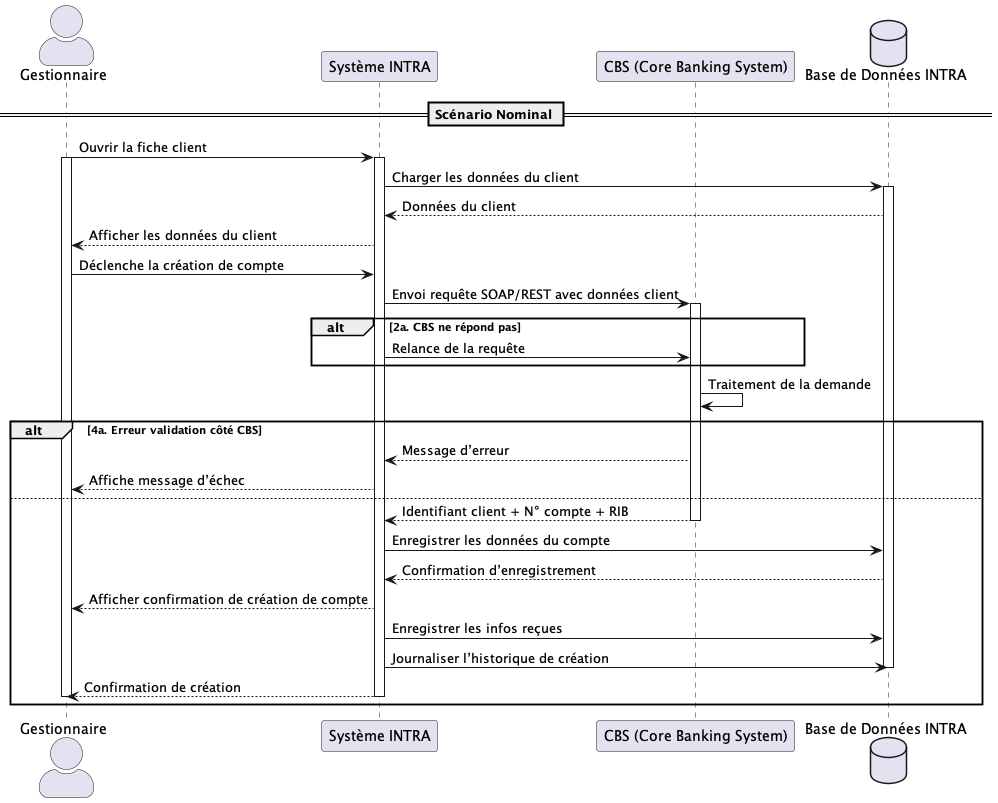 Gestionnaire
Système INTRA
CBS (Core Banking System)
Base de Données INTRA
Scénario Nominal
Ouvrir la fiche client
Charger les données du client
Données du client
Afficher les données du client
Déclenche la création de compte
Envoi requête SOAP/REST avec données client
alt
[2a. CBS ne répond pas]
Relance de la requête
Traitement de la demande
alt
[4a. Erreur validation côté CBS]
Message d’erreur
Affiche message d’échec
Identifiant client + N° compte + RIB
Enregistrer les données du compte
Confirmation d’enregistrement
Afficher confirmation de création de compte
Enregistrer les infos reçues
Journaliser l’historique de création
Confirmation de création
Gestionnaire
Système INTRA
CBS (Core Banking System)
Base de Données INTRA